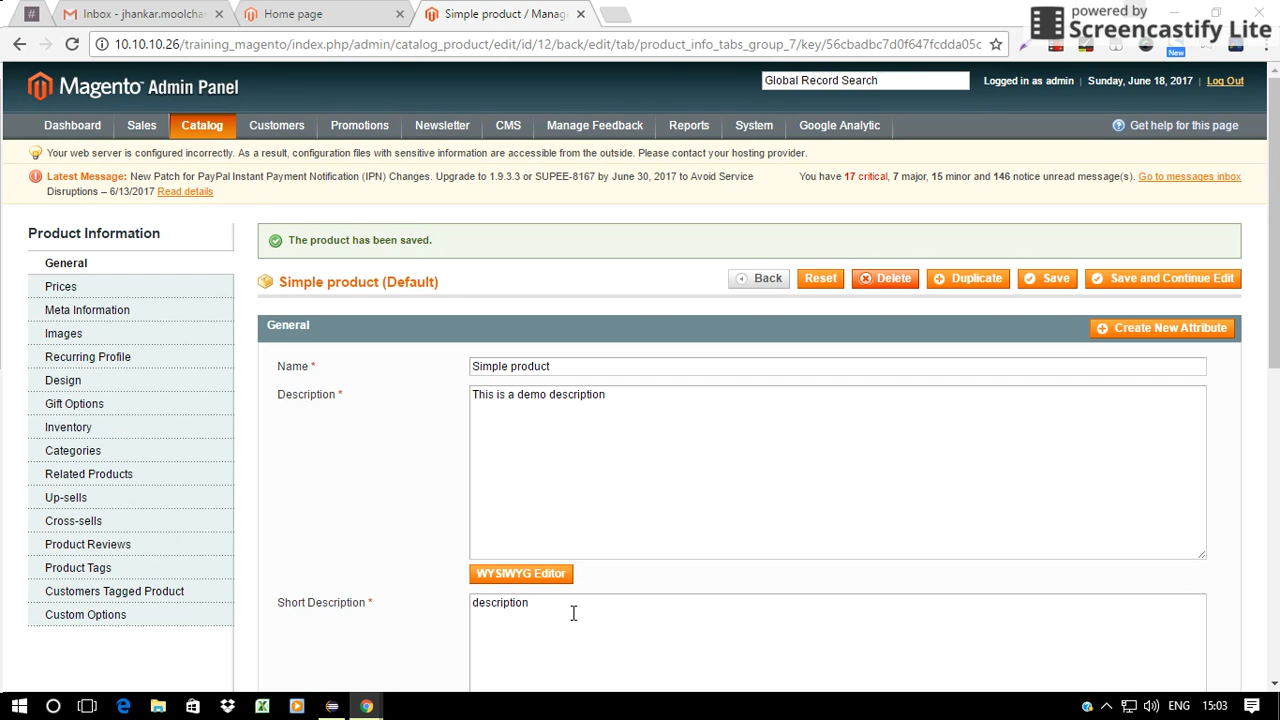 powered by
Screencastify Lite
Inbox - jhankar.moolchan
Home page
Simple product / Manage
10.10.10.26/training_magento/index.php/admin/catalog_product/edit/id/2/back/edit/tab/product_info_tabs_group_7/key/56cbadbc7d0f647fcdda05c
New
Magento Admin Panel
Global Record Search
Logged in as admin | Sunday, June 18, 2017 | Log Out
Dashboard Sales Catalog Customers Promotions Newsletter CMS Manage Feedback Reports System Google Analytic
Get help for this page
Your web server is configured incorrectly. As a result, configuration files with sensitive information are accessible from the outside. Please contact your hosting provider.
Latest Message: New Patch for PayPal Instant Payment Notification (IPN) Changes. Upgrade to 1.9.3.3 or SUPEE-8167 by June 30, 2017 to Avoid Service
Disruptions – 6/13/2017 Read details
You have 17 critical, 7 major, 15 minor and 146 notice unread message(s). Go to messages inbox
Product Information
General
Prices
Meta Information
Images
Recurring Profile
Design
Gift Options
Inventory
Categories
Related Products
Up-sells
Cross-sells
Product Reviews
Product Tags
Customers Tagged Product
Custom Options
The product has been saved.
Simple product (Default)
Back Reset Delete Duplicate Save Save and Continue Edit
General
Create New Attribute
Name * Simple product
Description * This is a demo description
WYSIWYG Editor
Short Description * description
ENG 15:03